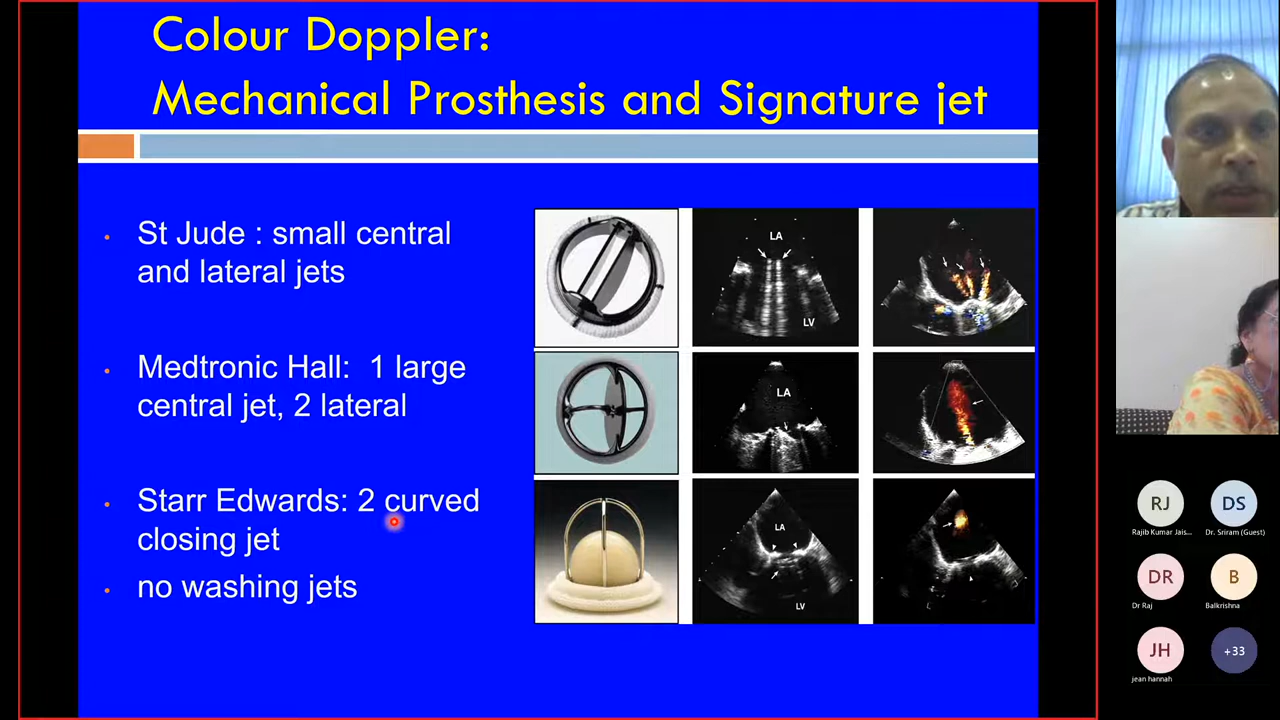 Colour Doppler:
Mechanical Prosthesis and Signature jet
• St Jude : small central
and lateral jets
• Medtronic Hall: 1 large
central jet, 2 lateral
• Starr Edwards: 2 curved
closing jet
• no washing jets
LA
LV
LA
LA
LV
RJ
Rajib Kumar Jais...
DS
Dr. Sriram (Guest)
DR
Dr Raj
B
Balkrishna
JH
jean hannah
+33